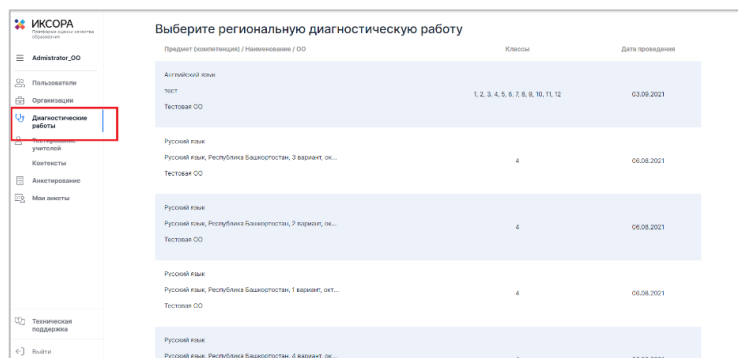 ИКСОРА
Платформа оценки качества
образования
Admistrator_OO
Пользователи
Организации
Диагностические
работы
Тестирование
учителей
Контексты
Анкетирование
Мои анкеты
Техническая
поддержка
Выйти
Выберите региональную диагностическую работу
Предмет (компетенция) / Наименование / ОО
Классы
Дата проведения
Английский язык
тест
1, 2, 3, 4, 5, 6, 7, 8, 9, 10, 11, 12
03.09.2021
Тестовая ОО
Русский язык
Русский язык, Республика Башкортостан, 3 вариант, ок...
4
06.08.2021
Тестовая ОО
Русский язык
Русский язык, Республика Башкортостан, 2 вариант, ок...
4
06.08.2021
Тестовая ОО
Русский язык
Русский язык, Республика Башкортостан, 1 вариант, окт...
4
06.08.2021
Тестовая ОО
Русский язык
Русский язык, Республика Башкортостан, 4 вариант, ок...